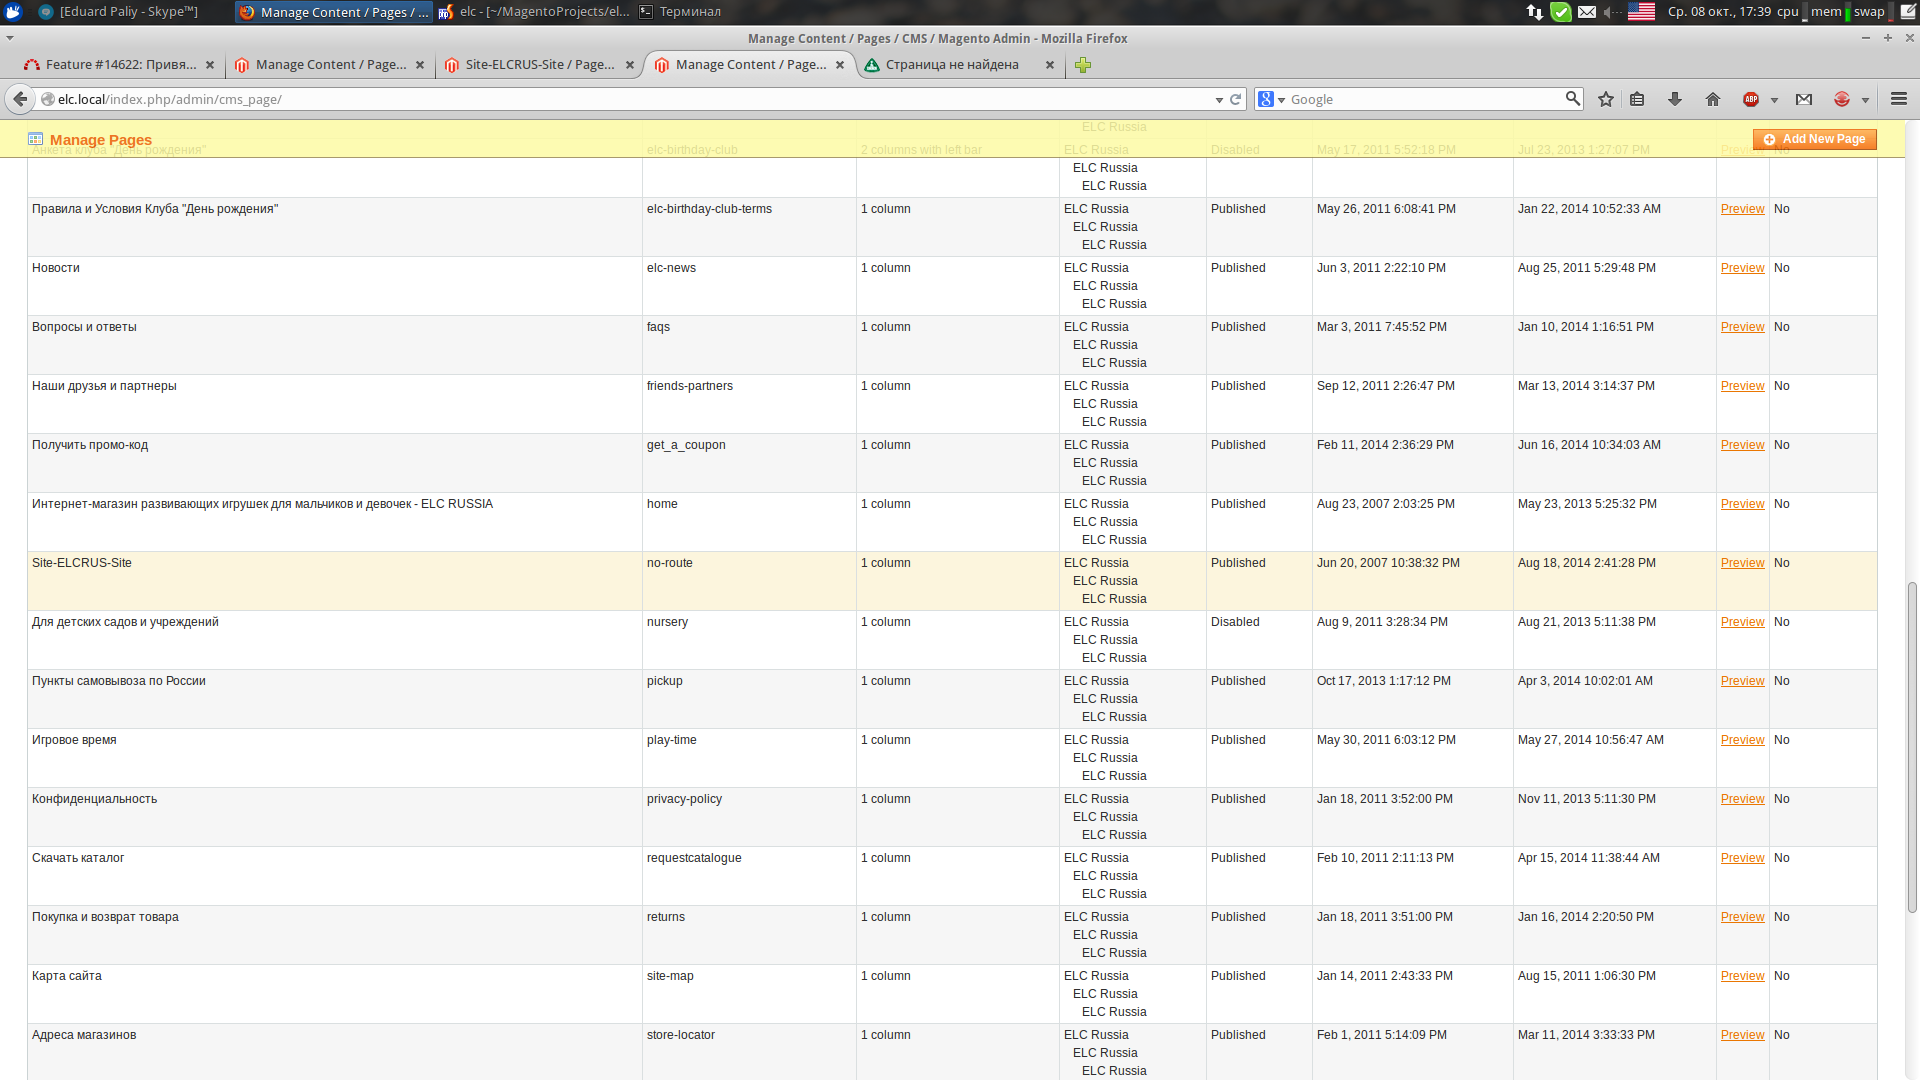 [Eduard Paliy - Skype™] Manage Content / Pages / ... elc - [~/MagentoProjects/el... Терминал Ср. 08 окт., 17:39 cpu mem swap
Manage Content / Pages / CMS / Magento Admin - Mozilla Firefox
Feature #14622: Привя... Manage Content / Page... Site-ELCRUS-Site / Page... Manage Content / Page... Страница не найдена
elc.local/index.php/admin/cms_page/ Google ABP
ELC Russia
Manage Pages Add New Page
Анкета клуба "День рождения" elc-birthday-club 2 columns with left bar ELC Russia Disabled May 17, 2011 5:52:18 PM Jul 23, 2013 1:27:07 PM Preview No
ELC Russia
ELC Russia
Правила и Условия Клуба "День рождения" elc-birthday-club-terms 1 column ELC Russia Published May 26, 2011 6:08:41 PM Jan 22, 2014 10:52:33 AM Preview No
ELC Russia
ELC Russia
Новости elc-news 1 column ELC Russia Published Jun 3, 2011 2:22:10 PM Aug 25, 2011 5:29:48 PM Preview No
ELC Russia
ELC Russia
Вопросы и ответы faqs 1 column ELC Russia Published Mar 3, 2011 7:45:52 PM Jan 10, 2014 1:16:51 PM Preview No
ELC Russia
ELC Russia
Наши друзья и партнеры friends-partners 1 column ELC Russia Published Sep 12, 2011 2:26:47 PM Mar 13, 2014 3:14:37 PM Preview No
ELC Russia
ELC Russia
Получить промо-код get_a_coupon 1 column ELC Russia Published Feb 11, 2014 2:36:29 PM Jun 16, 2014 10:34:03 AM Preview No
ELC Russia
ELC Russia
Интернет-магазин развивающих игрушек для мальчиков и девочек - ELC RUSSIA home 1 column ELC Russia Published Aug 23, 2007 2:03:25 PM May 23, 2013 5:25:32 PM Preview No
ELC Russia
ELC Russia
Site-ELCRUS-Site no-route 1 column ELC Russia Published Jun 20, 2007 10:38:32 PM Aug 18, 2014 2:41:28 PM Preview No
ELC Russia
ELC Russia
Для детских садов и учреждений nursery 1 column ELC Russia Disabled Aug 9, 2011 3:28:34 PM Aug 21, 2013 5:11:38 PM Preview No
ELC Russia
ELC Russia
Пункты самовывоза по России pickup 1 column ELC Russia Published Oct 17, 2013 1:17:12 PM Apr 3, 2014 10:02:01 AM Preview No
ELC Russia
ELC Russia
Игровое время play-time 1 column ELC Russia Published May 30, 2011 6:03:12 PM May 27, 2014 10:56:47 AM Preview No
ELC Russia
ELC Russia
Конфиденциальность privacy-policy 1 column ELC Russia Published Jan 18, 2011 3:52:00 PM Nov 11, 2013 5:11:30 PM Preview No
ELC Russia
ELC Russia
Скачать каталог requestcatalogue 1 column ELC Russia Published Feb 10, 2011 2:11:13 PM Apr 15, 2014 11:38:44 AM Preview No
ELC Russia
ELC Russia
Покупка и возврат товара returns 1 column ELC Russia Published Jan 18, 2011 3:51:00 PM Jan 16, 2014 2:20:50 PM Preview No
ELC Russia
ELC Russia
Карта сайта site-map 1 column ELC Russia Published Jan 14, 2011 2:43:33 PM Aug 15, 2011 1:06:30 PM Preview No
ELC Russia
ELC Russia
Адреса магазинов store-locator 1 column ELC Russia Published Feb 1, 2011 5:14:09 PM Mar 11, 2014 3:33:33 PM Preview No
ELC Russia
ELC Russia